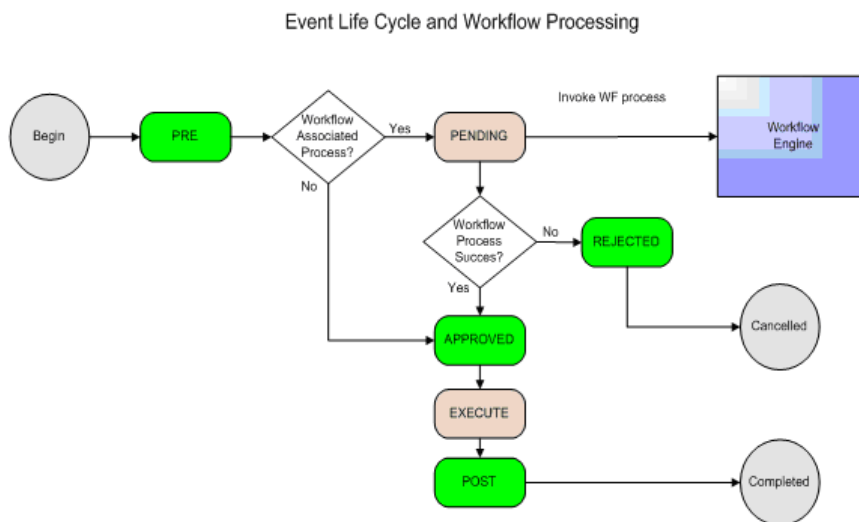 Event Life Cycle and Workflow Processing
Begin
PRE
Workflow
Associated
Process?
Yes
No
PENDING
Invoke WF process
Workflow
Engine
Workflow
Process
Succes?
No
Yes
REJECTED
Cancelled
APPROVED
EXECUTE
POST
Completed